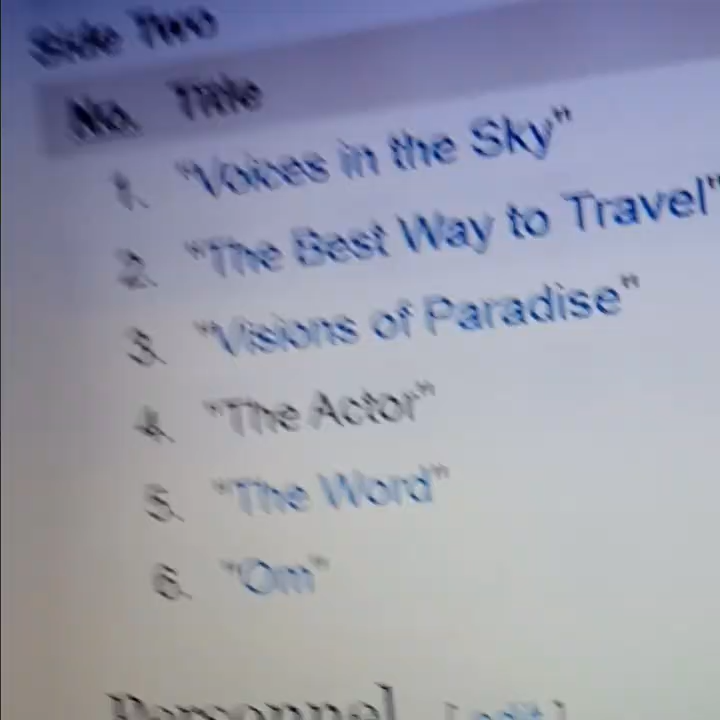 Side Two
No. Title
1. "Voices in the Sky"
2. "The Best Way to Travel"
3. "Visions of Paradise"
4. "The Actor"
5. "The Word"
6. "Om"
Personnel [edit]